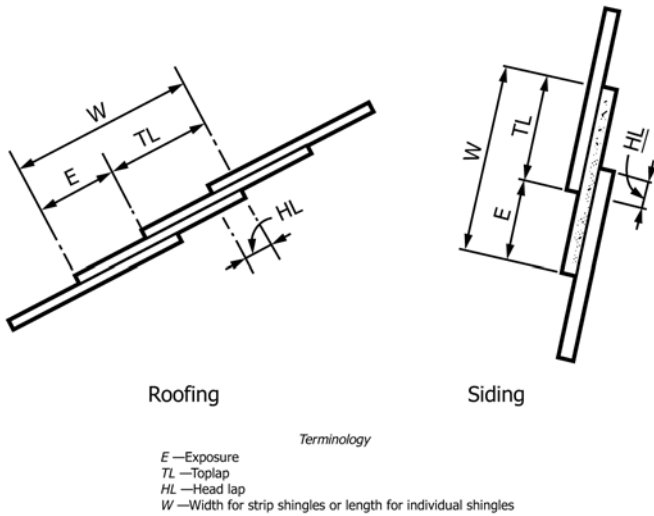 W
E
TL
HL
Roofing
W
TL
E
HL
Siding
Terminology
E —Exposure
TL —Toplap
HL —Head lap
W —Width for strip shingles or length for individual shingles